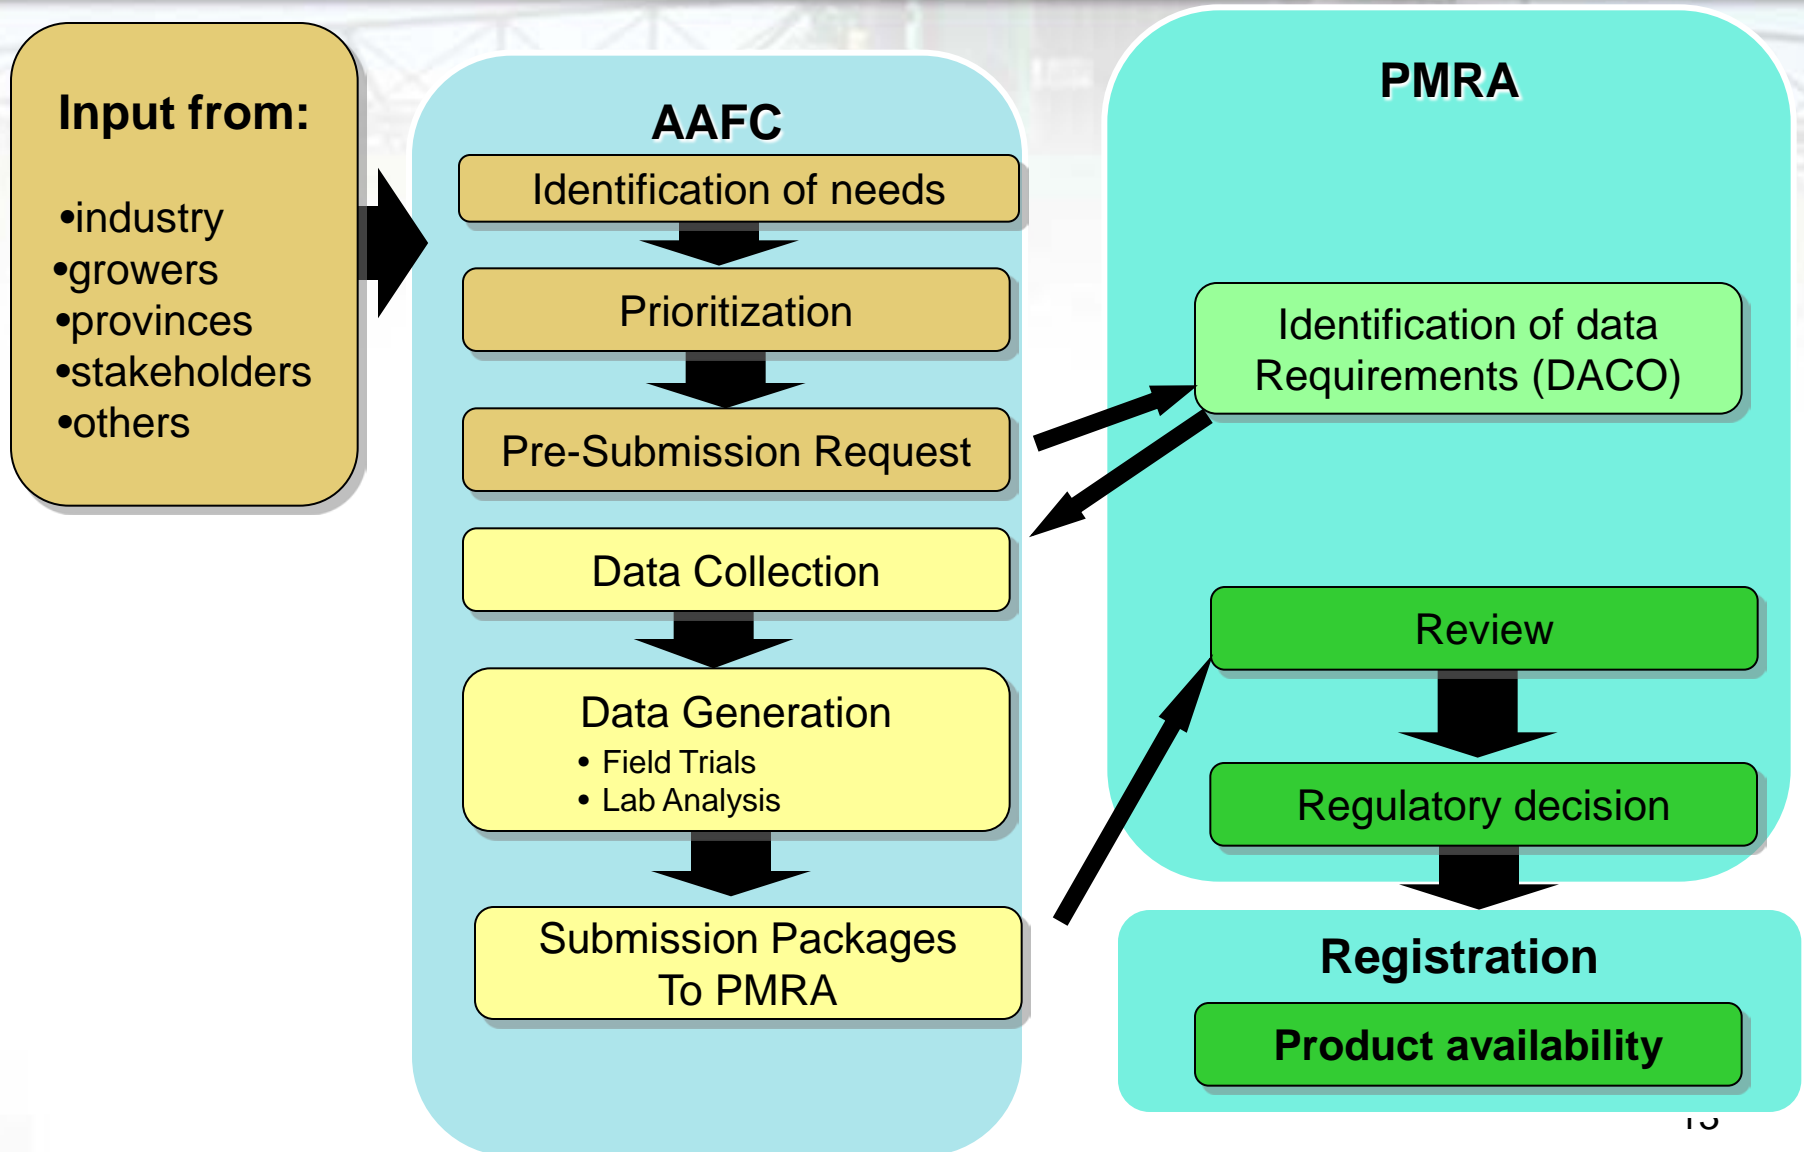 Input from:
•industry
•growers
•provinces
•stakeholders
•others
AAFC
Identification of needs
Prioritization
Pre-Submission Request
Data Collection
Data Generation
• Field Trials
• Lab Analysis
Submission Packages
To PMRA
PMRA
Identification of data
Requirements (DACO)
Review
Regulatory decision
Registration
Product availability